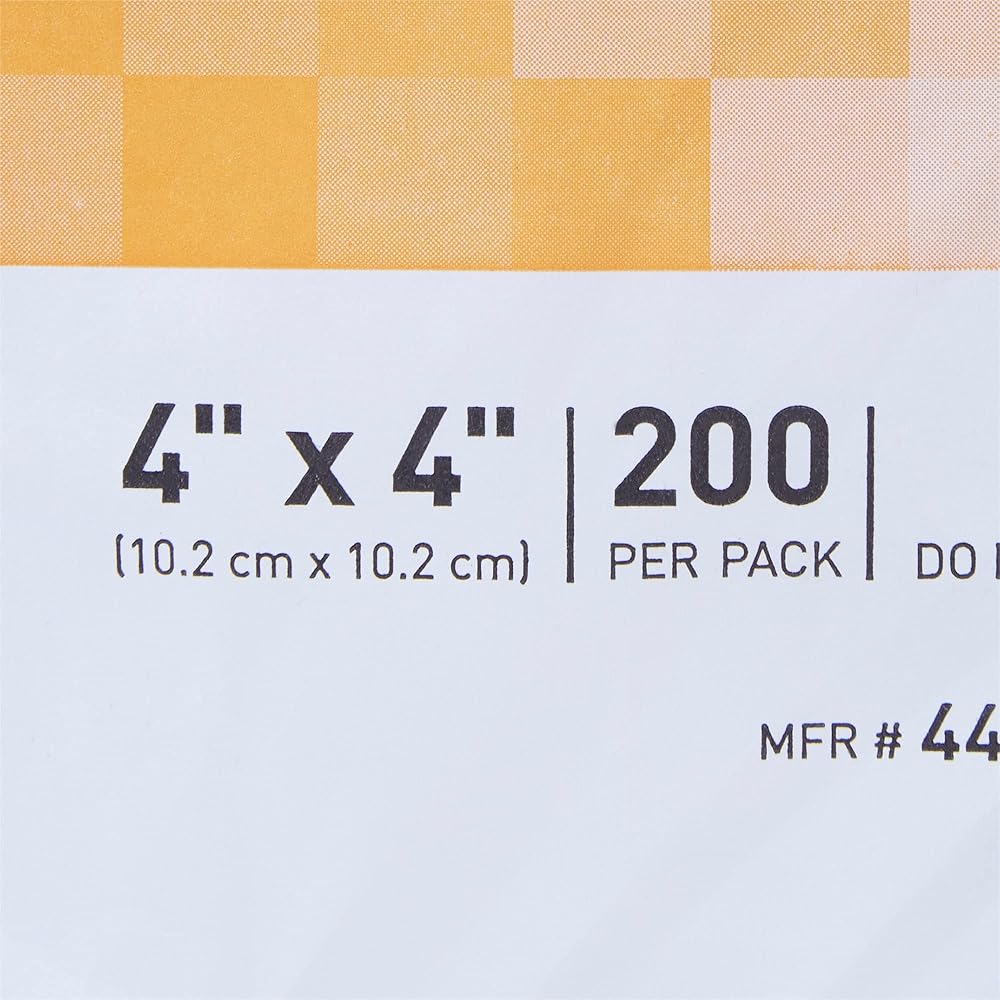 4" x 4" 200
(10.2 cm x 10.2 cm) PER PACK DO
MFR # 44